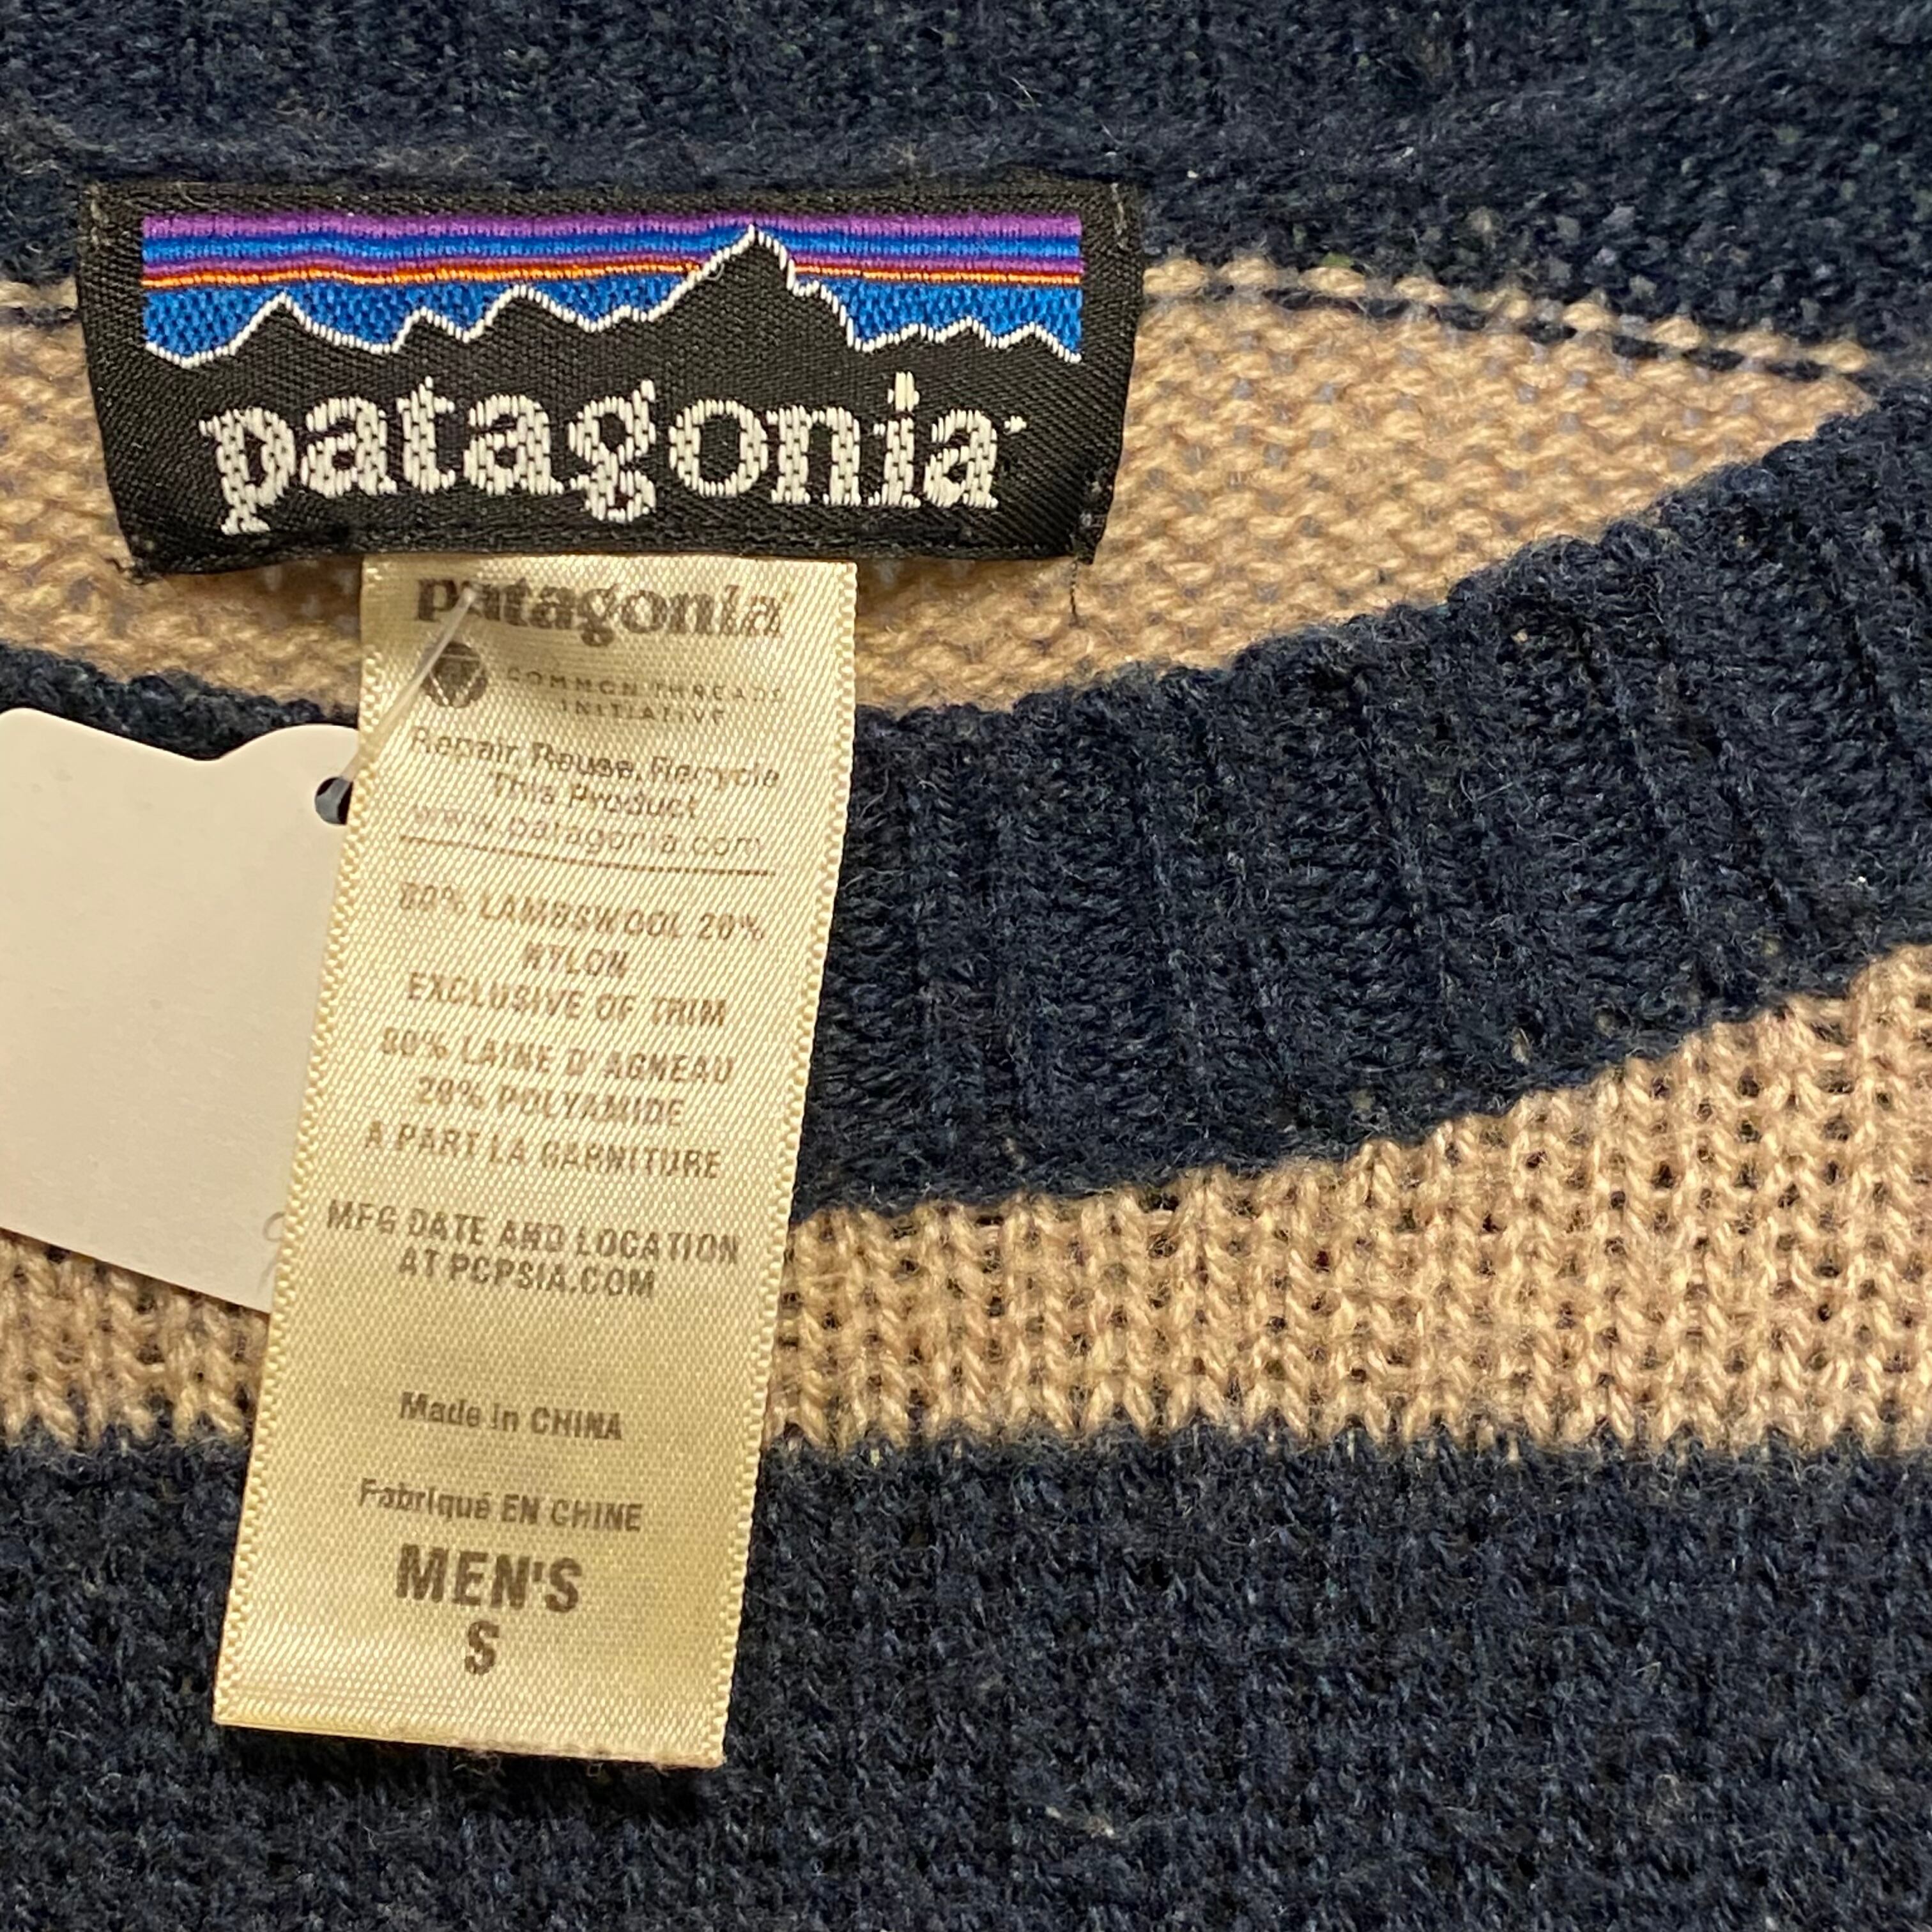 patagonia
patagonia
COMMON THREADS
INITIATIVE
Repair, Reuse, Recycle
This Product
www.patagonia.com
80% LAMBSWOOL 20%
NYLON
EXCLUSIVE OF TRIM
80% LAINE D'AGNEAU
20% POLYAMIDE
A PART LA GARNITURE
MFG DATE AND LOCATION
AT PCPSIA.COM
Made in CHINA
Fabriqué EN CHINE
MEN'S
S